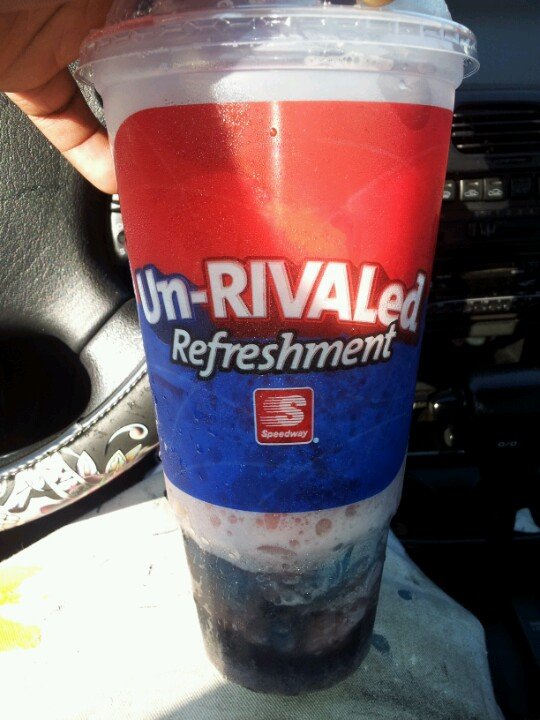 Un-RIVALed
Refreshment
S
Speedway